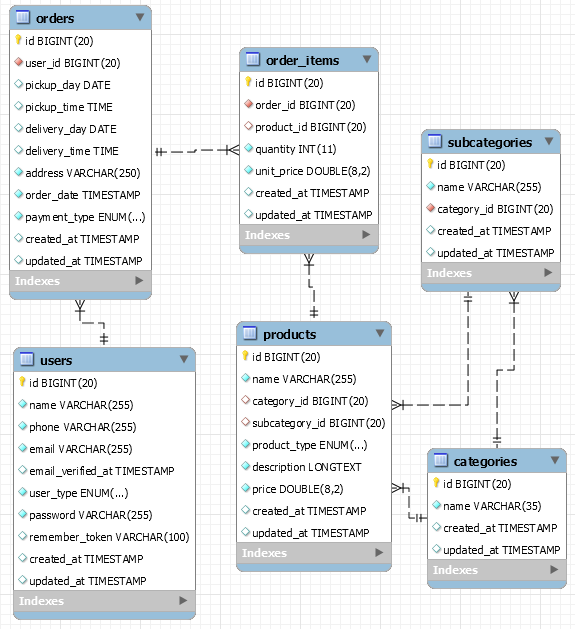 orders
id BIGINT(20)
user_id BIGINT(20)
pickup_day DATE
pickup_time TIME
delivery_day DATE
delivery_time TIME
address VARCHAR(250)
order_date TIMESTAMP
payment_type ENUM(...)
created_at TIMESTAMP
updated_at TIMESTAMP
Indexes
order_items
id BIGINT(20)
order_id BIGINT(20)
product_id BIGINT(20)
quantity INT(11)
unit_price DOUBLE(8,2)
created_at TIMESTAMP
updated_at TIMESTAMP
Indexes
subcategories
id BIGINT(20)
name VARCHAR(255)
category_id BIGINT(20)
created_at TIMESTAMP
updated_at TIMESTAMP
Indexes
users
id BIGINT(20)
name VARCHAR(255)
phone VARCHAR(255)
email VARCHAR(255)
email_verified_at TIMESTAMP
user_type ENUM(...)
password VARCHAR(255)
remember_token VARCHAR(100)
created_at TIMESTAMP
updated_at TIMESTAMP
Indexes
products
id BIGINT(20)
name VARCHAR(255)
category_id BIGINT(20)
subcategory_id BIGINT(20)
product_type ENUM(...)
description LONGTEXT
price DOUBLE(8,2)
created_at TIMESTAMP
updated_at TIMESTAMP
Indexes
categories
id BIGINT(20)
name VARCHAR(35)
created_at TIMESTAMP
updated_at TIMESTAMP
Indexes